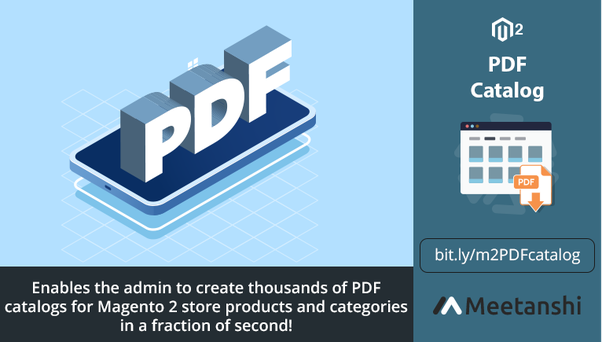 PDF
Enables the admin to create thousands of PDF
catalogs for Magento 2 store products and categories
in a fraction of second!
2
PDF
Catalog
PDF
bit.ly/m2PDFcatalog
Meetanshi